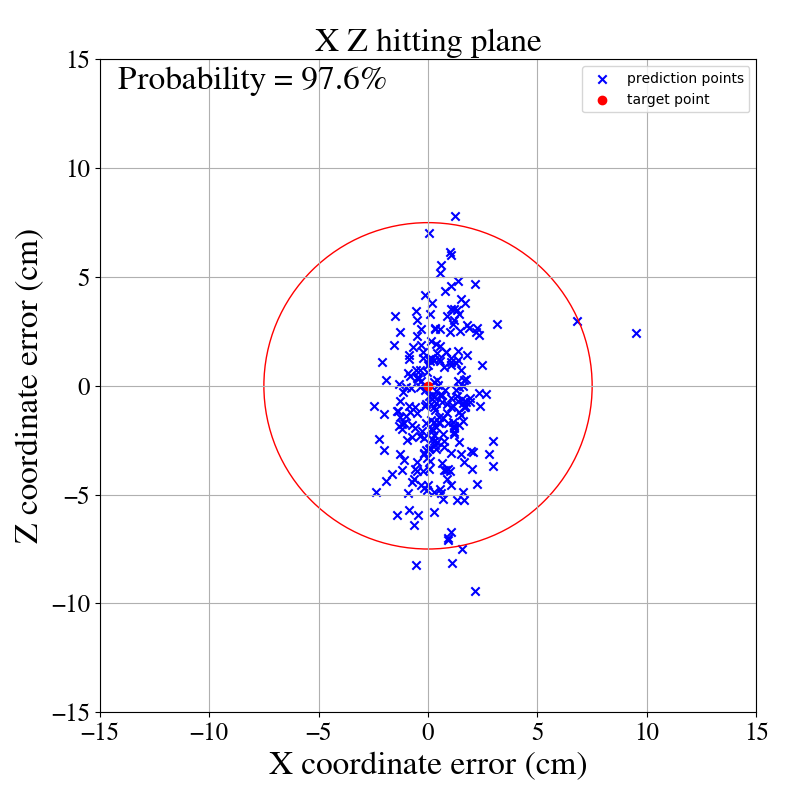 X Z hitting plane
Probability = 97.6%
prediction points
target point
15
10
5
0
−5
−10
−15
Z coordinate error (cm)
−15
−10
−5
0
5
10
15
X coordinate error (cm)